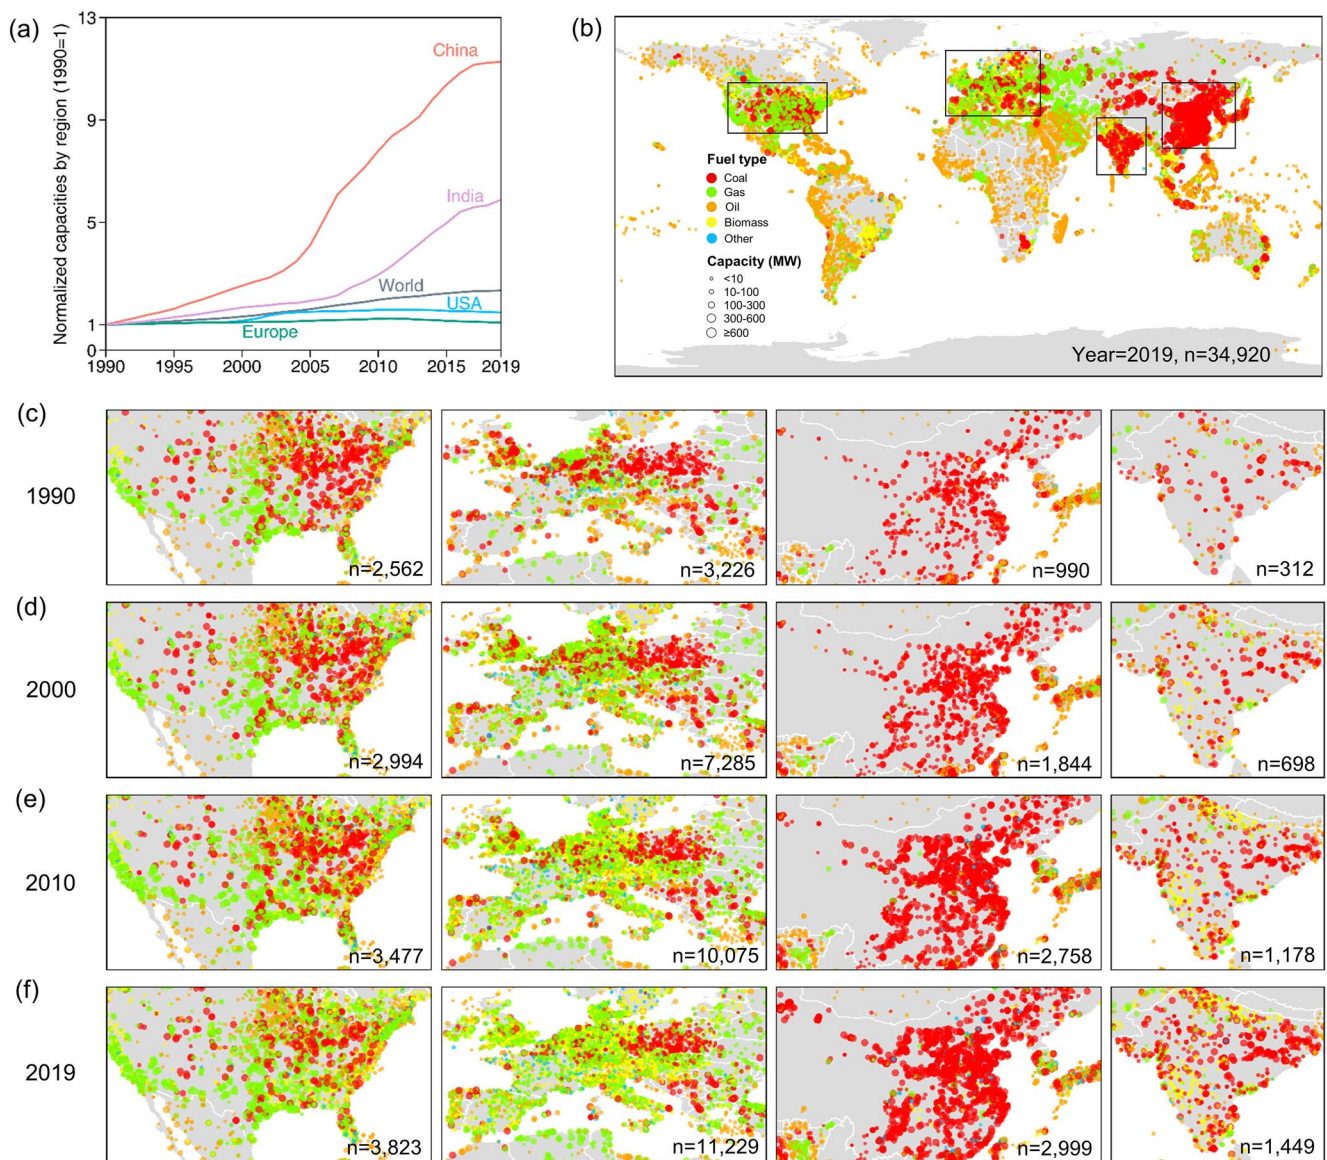 (a)
Normalized capacities by region (1990=1)
13
9
5
1
0
China
India
World
USA
Europe
1990 1995 2000 2005 2010 2015 2019
(b)
Fuel type
Coal
Gas
Oil
Biomass
Other
Capacity (MW)
<10
10-100
100-300
300-600
≥600
Year=2019, n=34,920
(c)
1990
n=2,562
n=3,226
n=990
n=312
(d)
2000
n=2,994
n=7,285
n=1,844
n=698
(e)
2010
n=3,477
n=10,075
n=2,758
n=1,178
(f)
2019
n=3,823
n=11,229
n=2,999
n=1,449